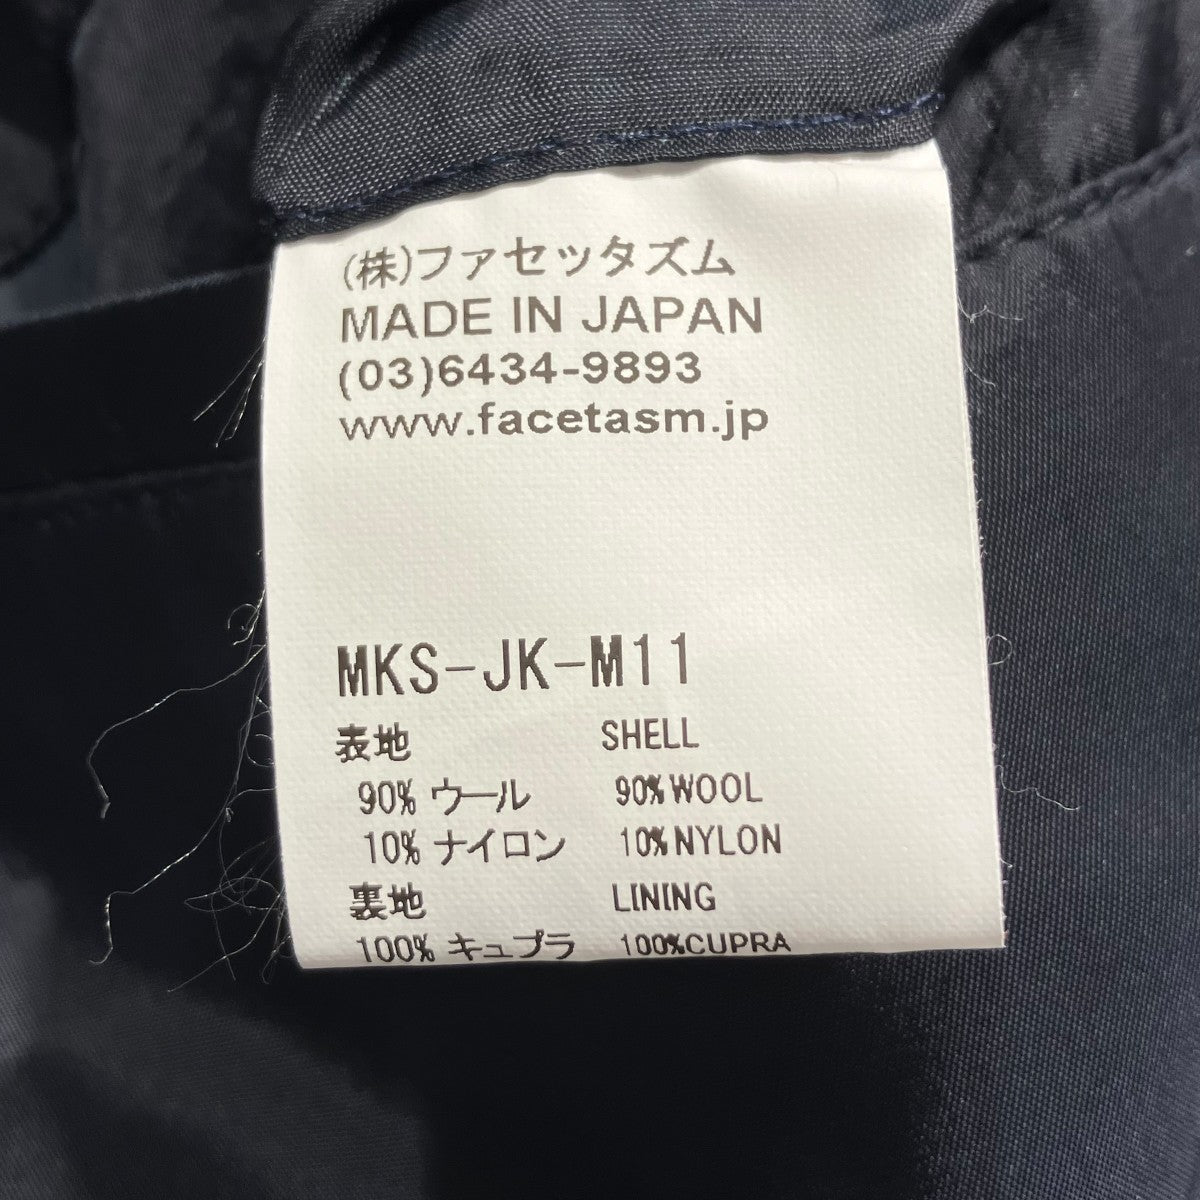 (株)ファセッタズム
MADE IN JAPAN
(03)6434-9893
www.facetasm.jp
MKS-JK-M11
表地 SHELL
90% ウール 90%WOOL
10% ナイロン 10%NYLON
裏地 LINING
100% キュプラ 100%CUPRA